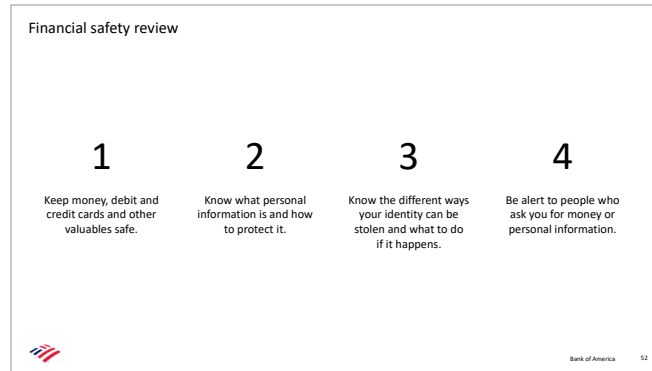 Financial safety review
1
Keep money, debit and
credit cards and other
valuables safe.
2
Know what personal
information is and how
to protect it.
3
Know the different ways
your identity can be
stolen and what to do
if it happens.
4
Be alert to people who
ask you for money or
personal information.
Bank of America 52